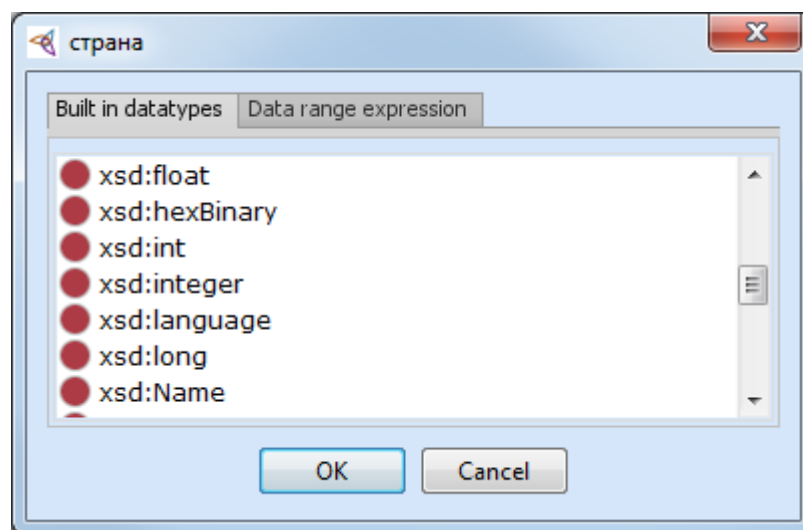 страна
Built in datatypes Data range expression
xsd:float
xsd:hexBinary
xsd:int
xsd:integer
xsd:language
xsd:long
xsd:Name
OK Cancel